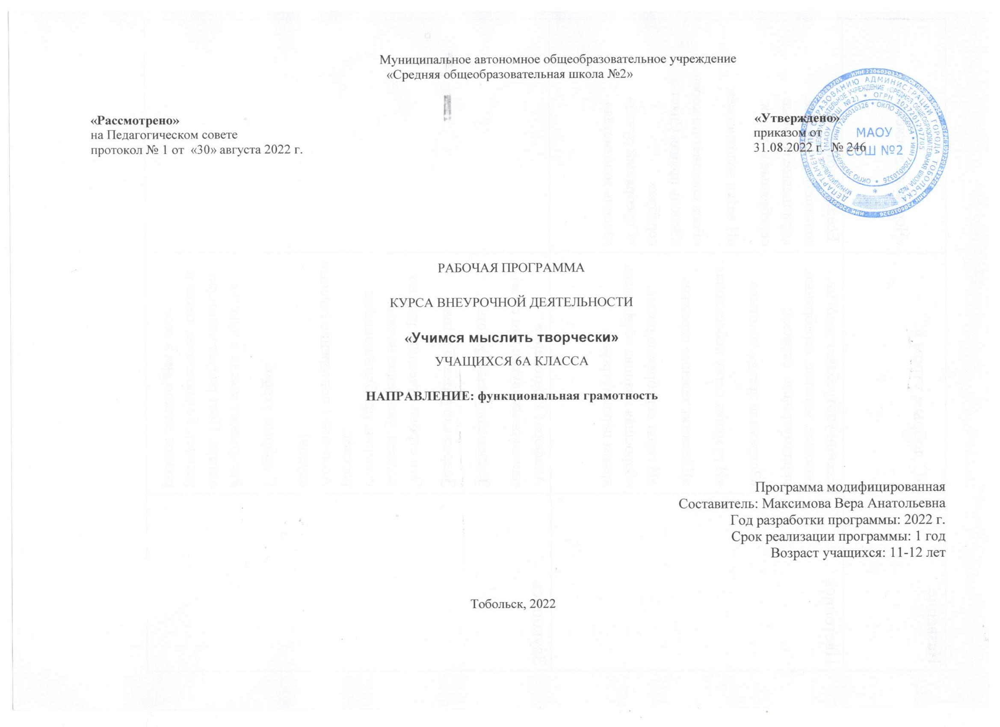 Муниципальное автономное общеобразовательное учреждение
«Средняя общеобразовательная школа №2»
«Рассмотрено»
на Педагогическом совете
протокол № 1 от «30» августа 2022 г.
«Утверждено»
приказом от
31.08.2022 г. № 246
МАОУ
СОШ №2
ДЕПАРТАМЕНТ ПО ОБРАЗОВАНИЮ АДМИНИСТРАЦИИ ГОРОДА ТОБОЛЬСКА
МУНИЦИПАЛЬНОЕ ОБЩЕОБРАЗОВАТЕЛЬНОЕ УЧРЕЖДЕНИЕ «СРЕДНЯЯ ОБЩЕОБРАЗОВАТЕЛЬНАЯ ШКОЛА №2»
(МАОУ СОШ №2) * ОГРН 1027201297705
ОКПО 39356954 * ИНН 7206010326 * ОКПО 39356954 * ИНН 7206010326 *
РАБОЧАЯ ПРОГРАММА
КУРСА ВНЕУРОЧНОЙ ДЕЯТЕЛЬНОСТИ
«Учимся мыслить творчески»
УЧАЩИХСЯ 6А КЛАССА
НАПРАВЛЕНИЕ: функциональная грамотность
Программа модифицированная
Составитель: Максимова Вера Анатольевна
Год разработки программы: 2022 г.
Срок реализации программы: 1 год
Возраст учащихся: 11-12 лет
Тобольск, 2022